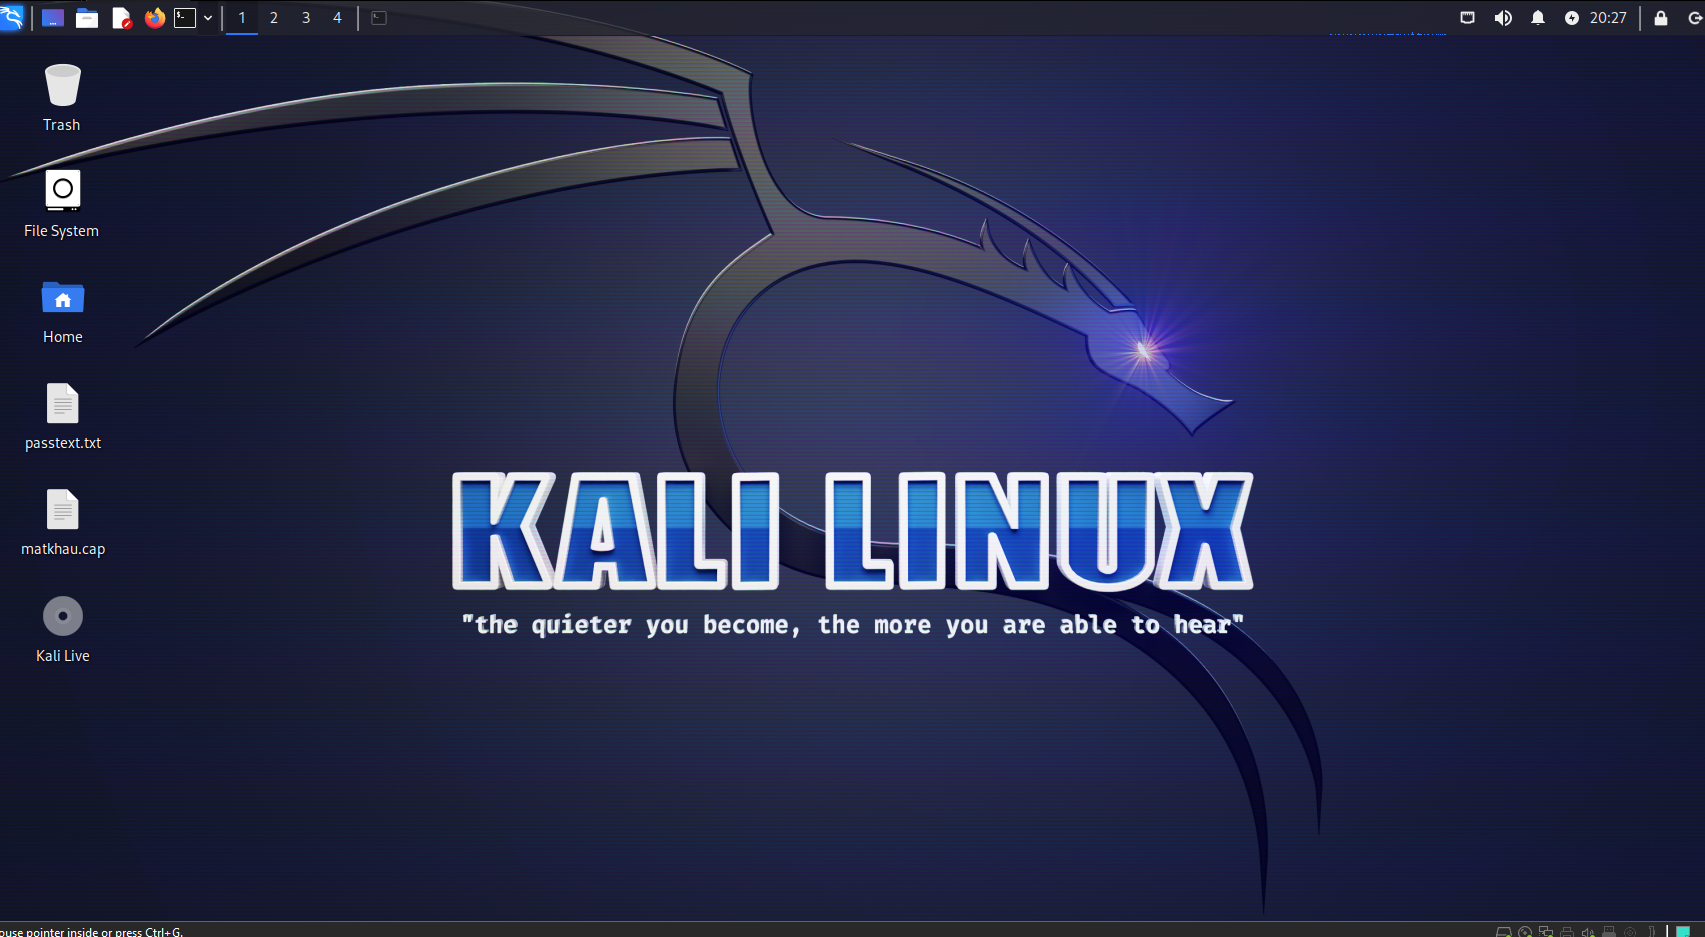 1 2 3 4 20:27
Trash
File System
Home
passtext.txt
matkhau.cap
Kali Live
KALI LINUX
"the quieter you become, the more you are able to hear"
ouse pointer inside or press Ctrl+G.